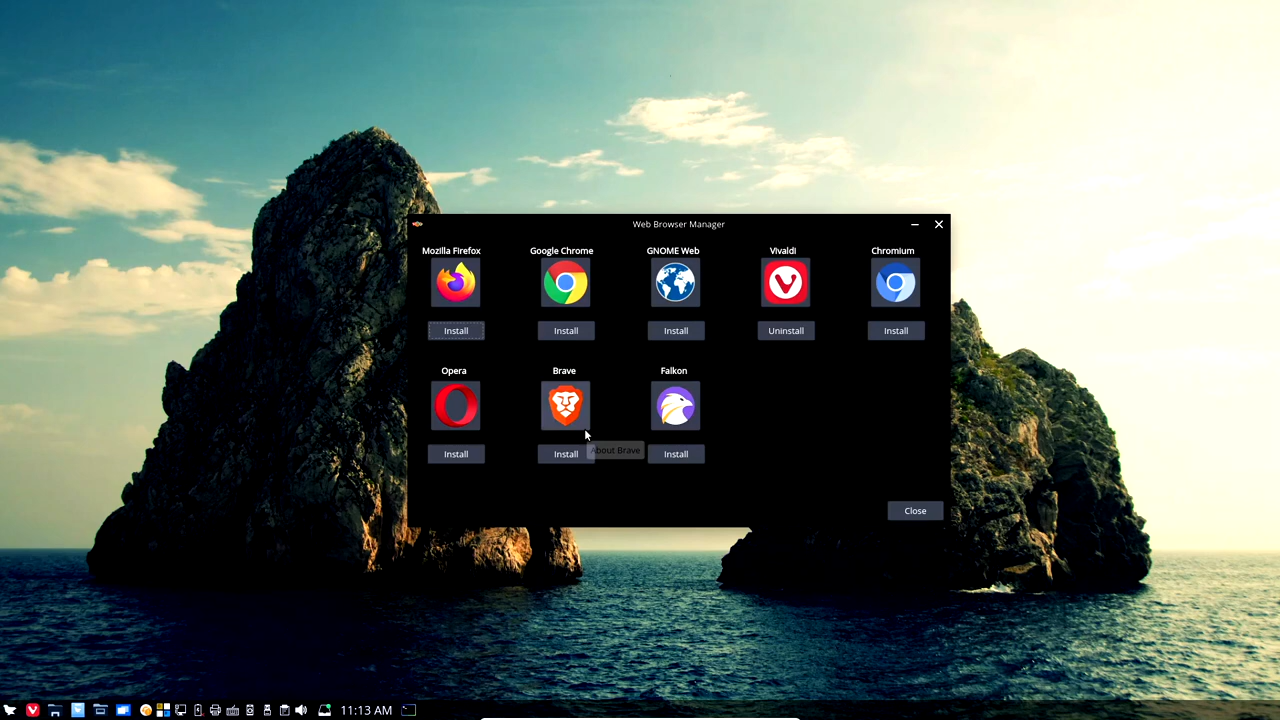 Web Browser Manager
Mozilla Firefox Google Chrome GNOME Web Vivaldi Chromium
Install Install Install Uninstall Install
Opera Brave Falkon
Install Install Install
About Brave
Close
11:13 AM